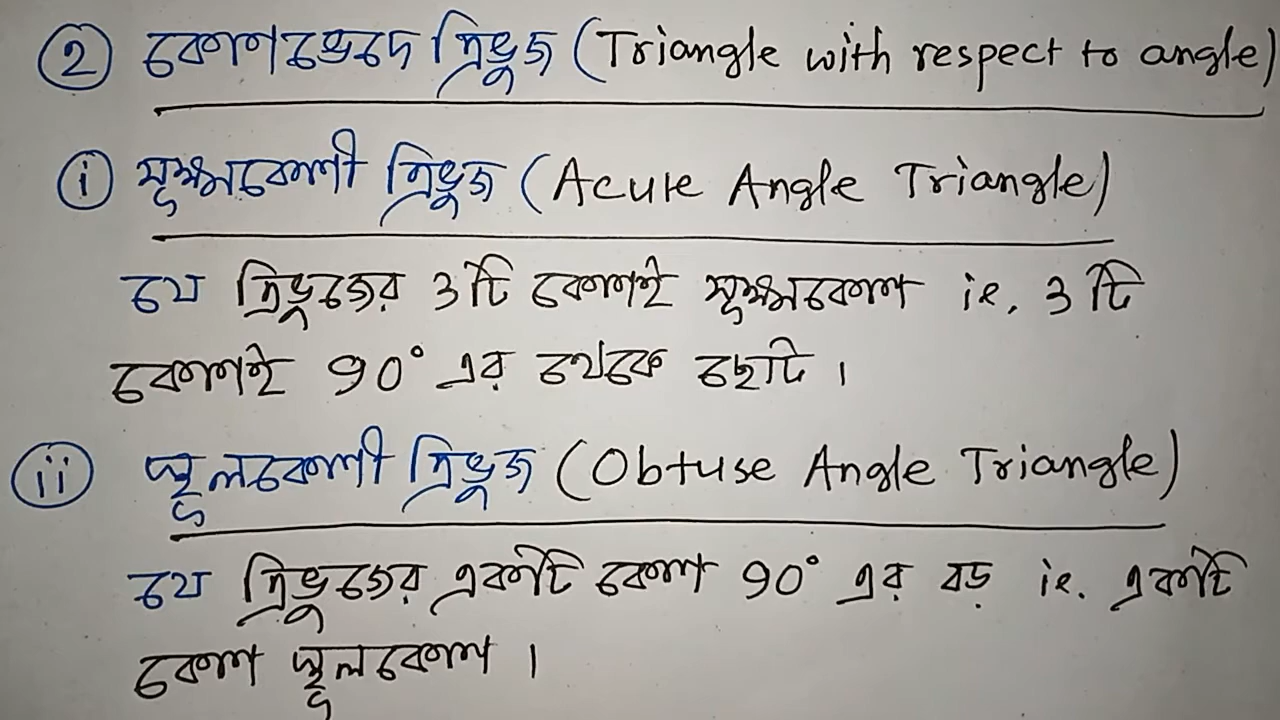 ② কোণভেদে ত্রিভুজ (Triangle with respect to angle)
ⓘ সূক্ষ্মকোণী ত্রিভুজ (Acute Angle Triangle)
যে ত্রিভুজের 3টি কোণই সূক্ষ্মকোণ ie. 3টি
কোণই 90° এর থেকে ছোট।
ii স্থূলকোণী ত্রিভুজ (Obtuse Angle Triangle)
যে ত্রিভুজের একটি কোণ 90° এর বড় ie. একটি
কোণ স্থূলকোণ।